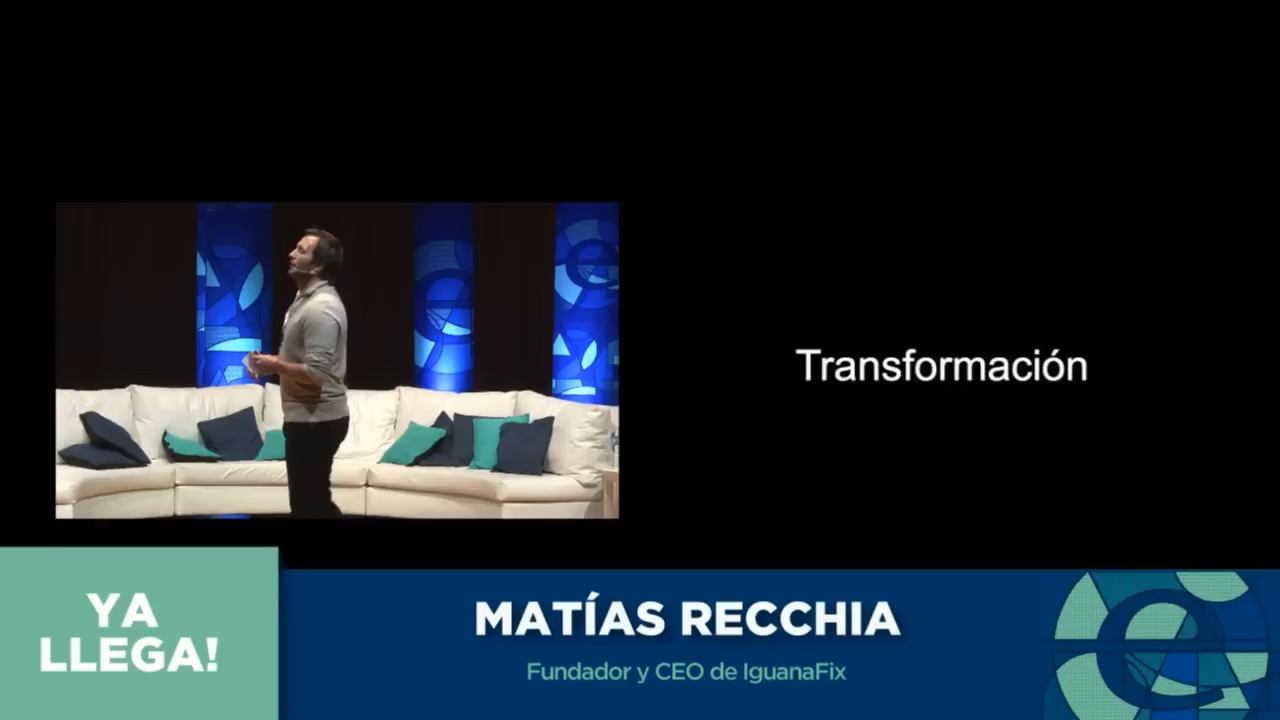 Transformación
YA
LLEGA!
MATÍAS RECCHIA
Fundador y CEO de IguanaFix